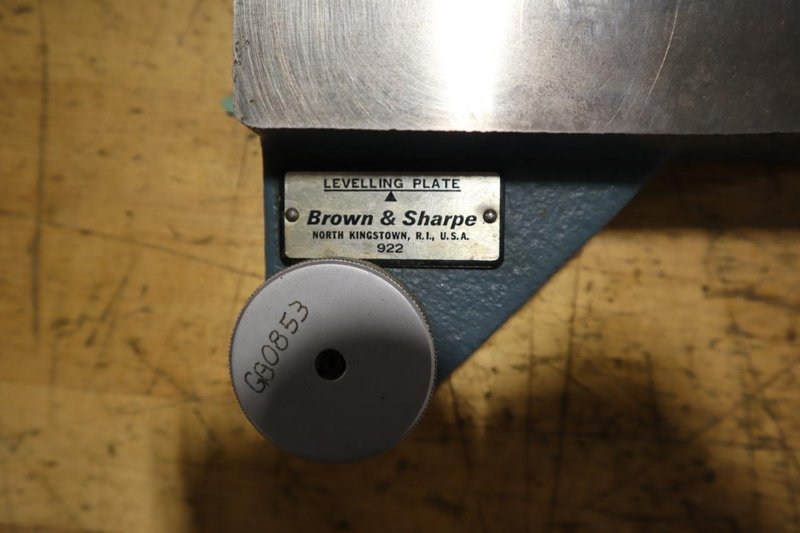 LEVELLING PLATE
Brown & Sharpe
NORTH KINGSTOWN, R.I., U.S.A.
922
GG0853